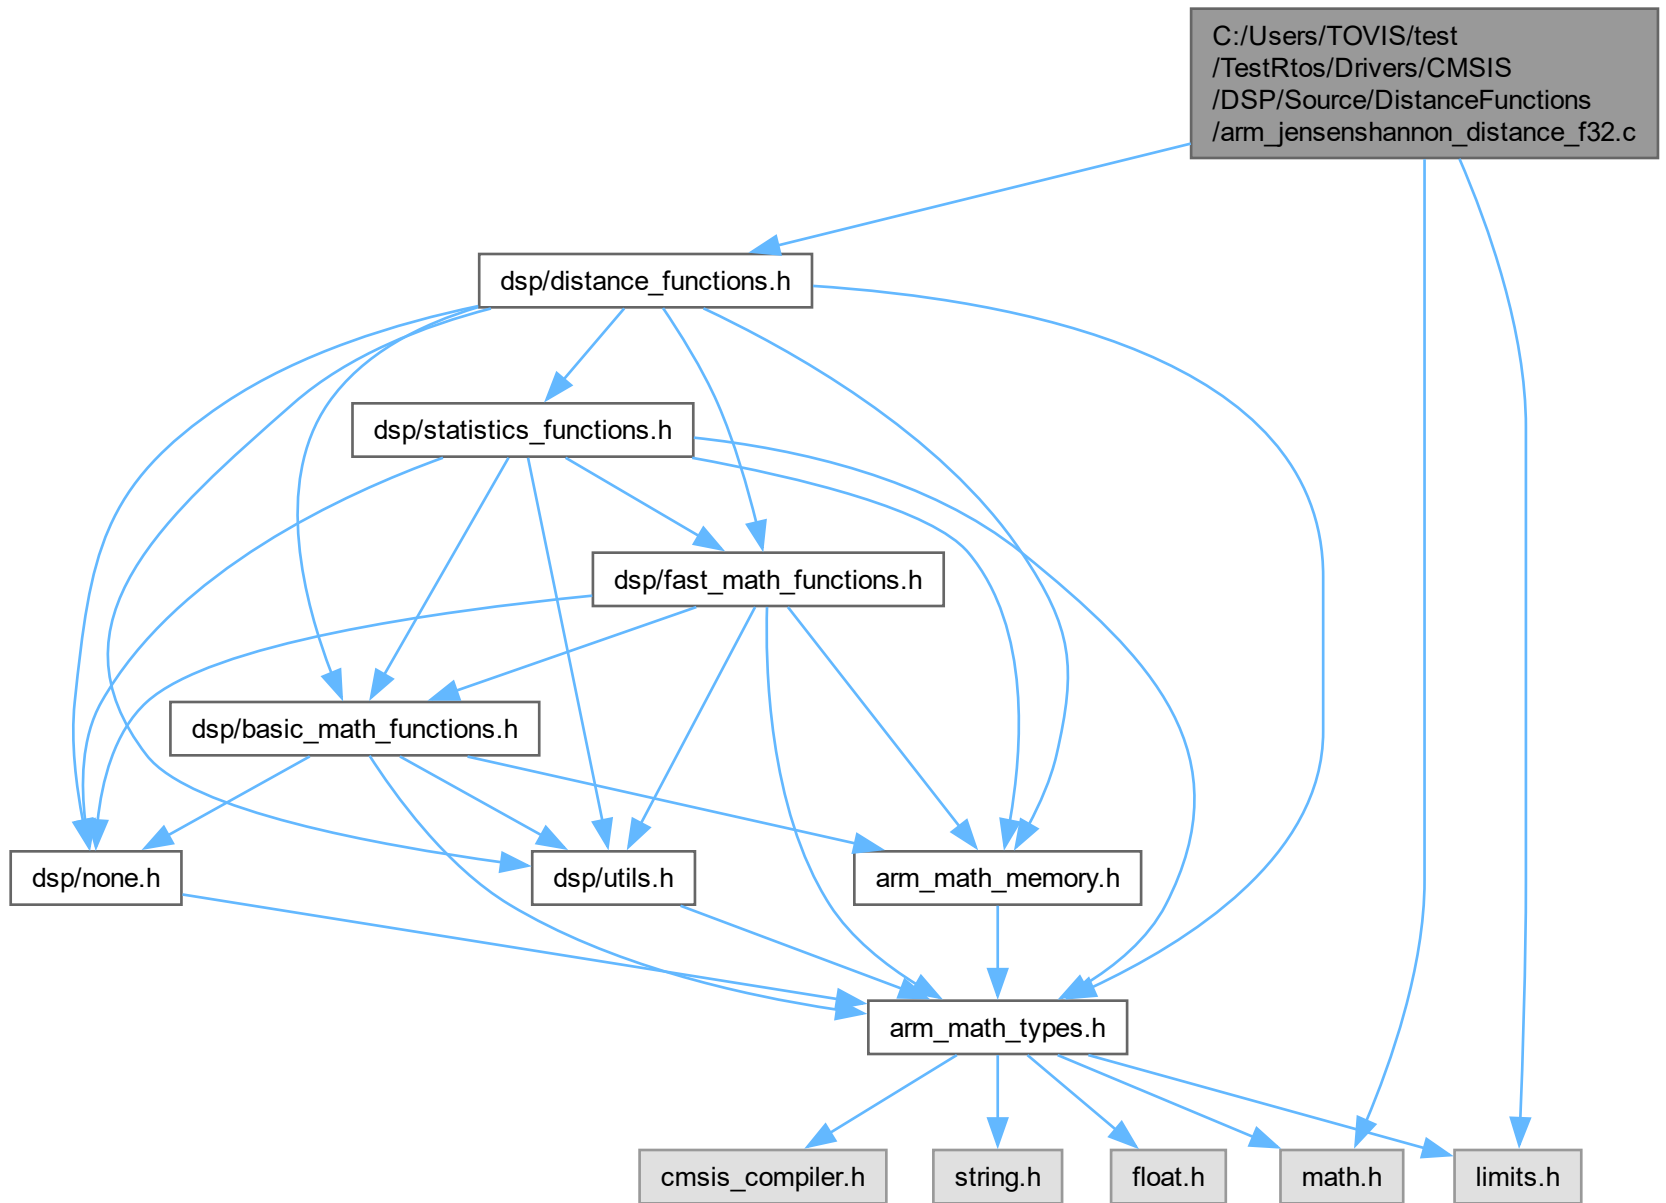 C:/Users/TOVIS/test
/TestRtos/Drivers/CMSIS
/DSP/Source/DistanceFunctions
/arm_jensenshannon_distance_f32.c
dsp/distance_functions.h
dsp/statistics_functions.h
dsp/fast_math_functions.h
dsp/basic_math_functions.h
dsp/none.h
dsp/utils.h
arm_math_memory.h
arm_math_types.h
cmsis_compiler.h
string.h
float.h
math.h
limits.h